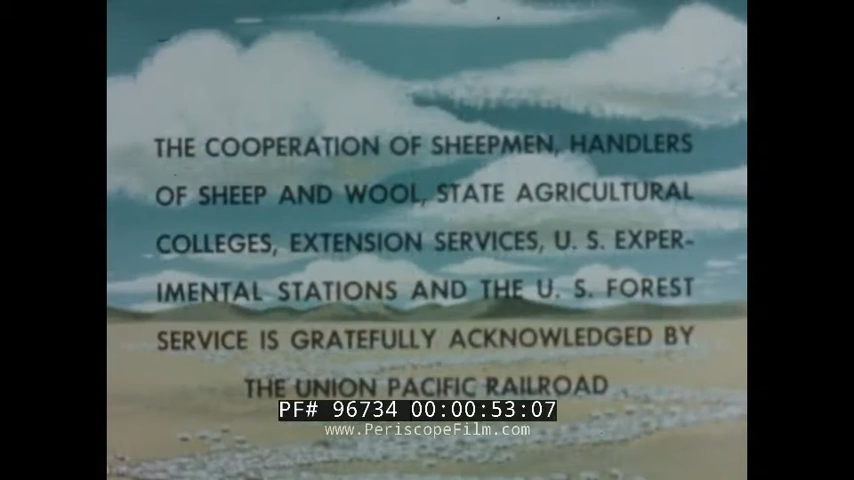 THE COOPERATION OF SHEEPMEN, HANDLERS
OF SHEEP AND WOOL, STATE AGRICULTURAL
COLLEGES, EXTENSION SERVICES, U. S. EXPER-
IMENTAL STATIONS AND THE U. S. FOREST
SERVICE IS GRATEFULLY ACKNOWLEDGED BY
THE UNION PACIFIC RAILROAD
PF# 96734 00:00:53:07
www.PeriscopeFilm.com